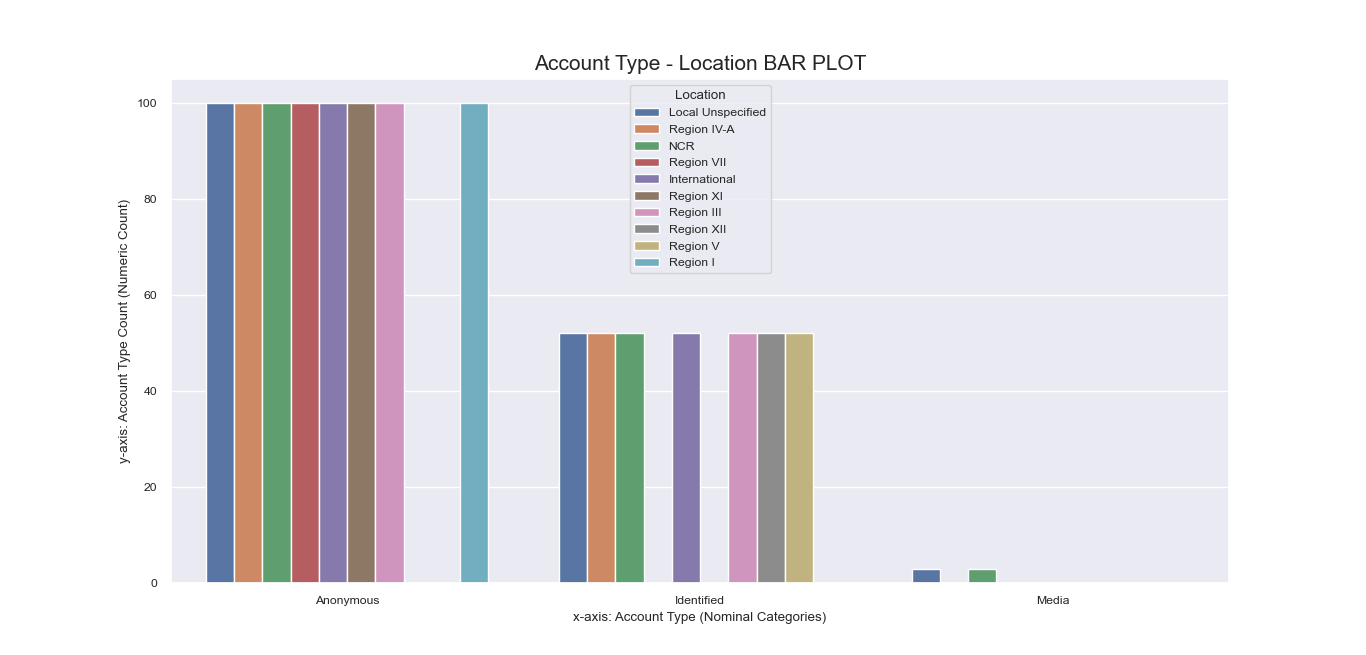 Account Type - Location BAR PLOT
y-axis: Account Type Count (Numeric Count)
100
80
60
40
20
0
Location
Local Unspecified
Region IV-A
NCR
Region VII
International
Region XI
Region III
Region XII
Region V
Region I
Anonymous
Identified
Media
x-axis: Account Type (Nominal Categories)